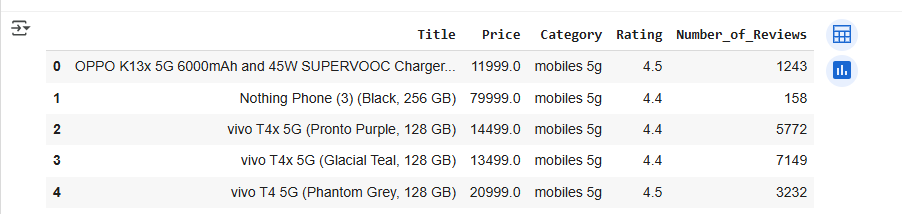 Title Price Category Rating Number_of_Reviews
0 OPPO K13x 5G 6000mAh and 45W SUPERVOOC Charger... 11999.0 mobiles 5g 4.5 1243
1 Nothing Phone (3) (Black, 256 GB) 79999.0 mobiles 5g 4.4 158
2 vivo T4x 5G (Pronto Purple, 128 GB) 14499.0 mobiles 5g 4.4 5772
3 vivo T4x 5G (Glacial Teal, 128 GB) 13499.0 mobiles 5g 4.4 7149
4 vivo T4 5G (Phantom Grey, 128 GB) 20999.0 mobiles 5g 4.5 3232